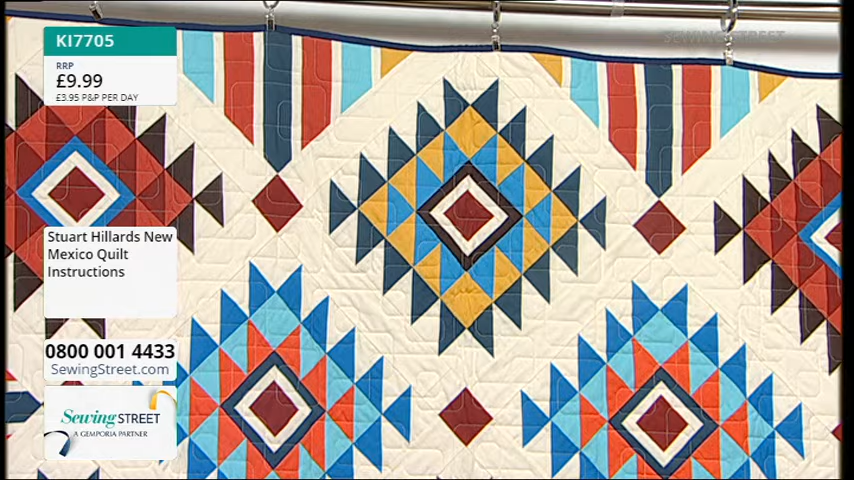 KI7705
RRP
£9.99
£3.95 P&P PER DAY
SEWINGSTREET
Stuart Hillards New
Mexico Quilt
Instructions
0800 001 4433
SewingStreet.com
Sewing STREET
A GEMPORIA PARTNER